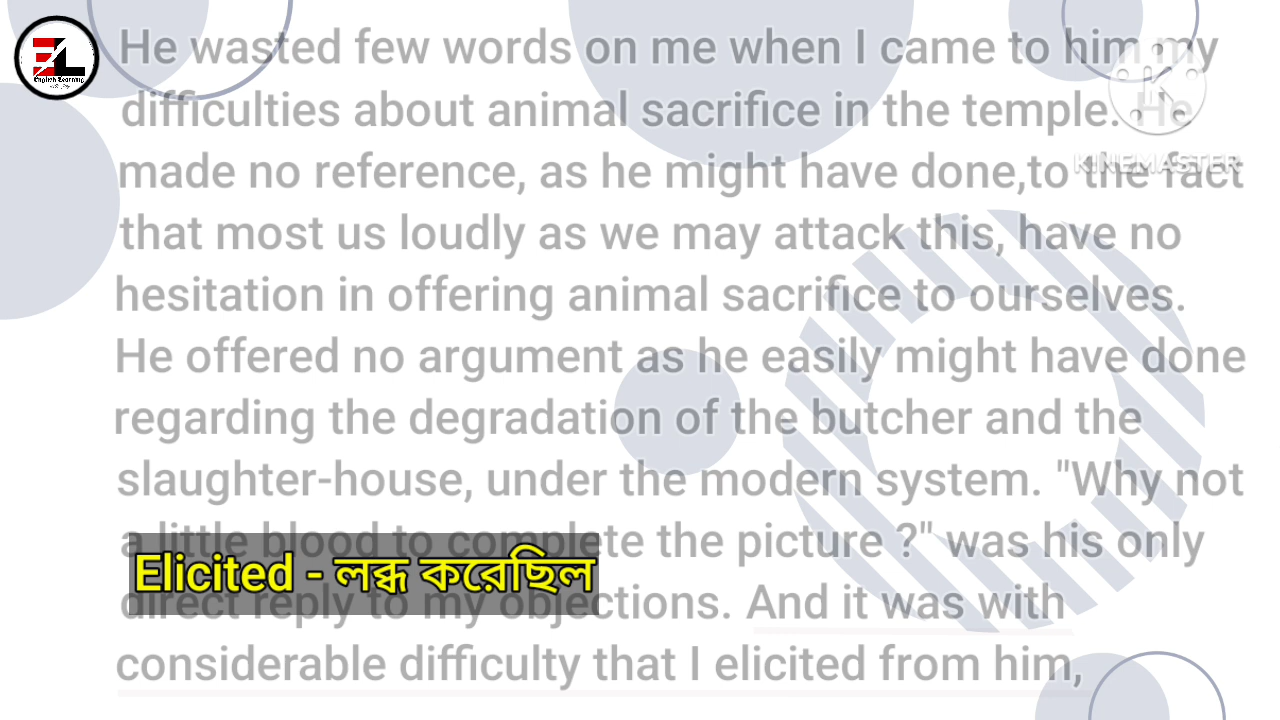 He wasted few words on me when I came to him my
difficulties about animal sacrifice in the temple. He
made no reference, as he might have done,to the fact
that most us loudly as we may attack this, have no
hesitation in offering animal sacrifice to ourselves.
He offered no argument as he easily might have done
regarding the degradation of the butcher and the
slaughter-house, under the modern system. "Why not
a little blood to complete the picture ?" was his only
direct reply to my objections. And it was with
considerable difficulty that I elicited from him,
Elicited - লব্ধ করেছিল
EL
English Learning
K
KINEMASTER